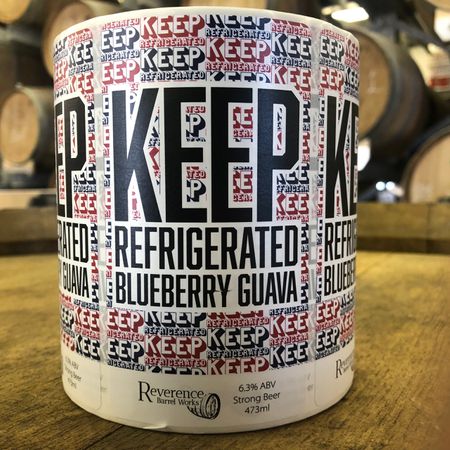 KEEP
REFRIGERATED
BLUEBERRY GUAVA
Reverence
Barrel Works
6.3% ABV
Strong Beer
473ml